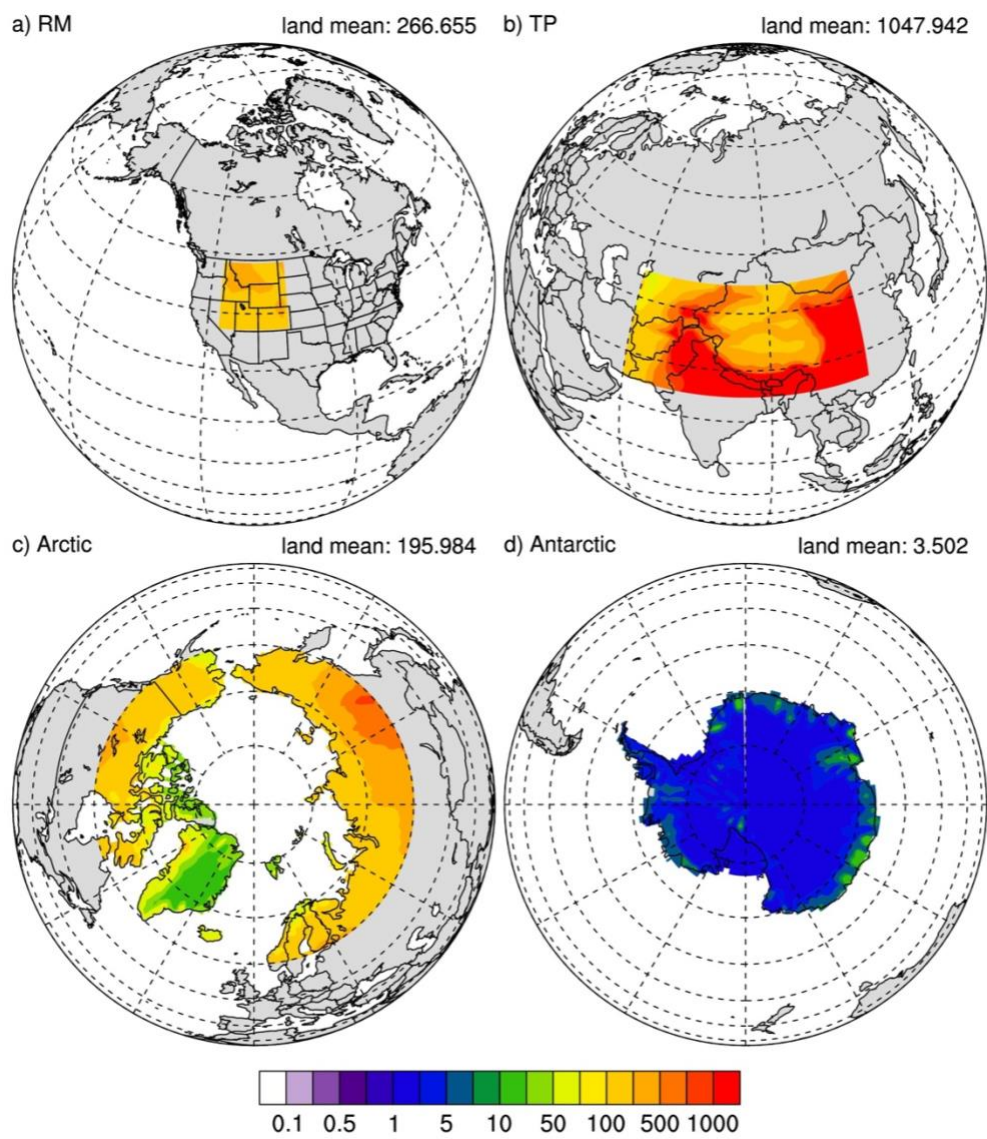 a) RM land mean: 266.655
b) TP land mean: 1047.942
c) Arctic land mean: 195.984
d) Antarctic land mean: 3.502
0.1 0.5 1 5 10 50 100 500 1000